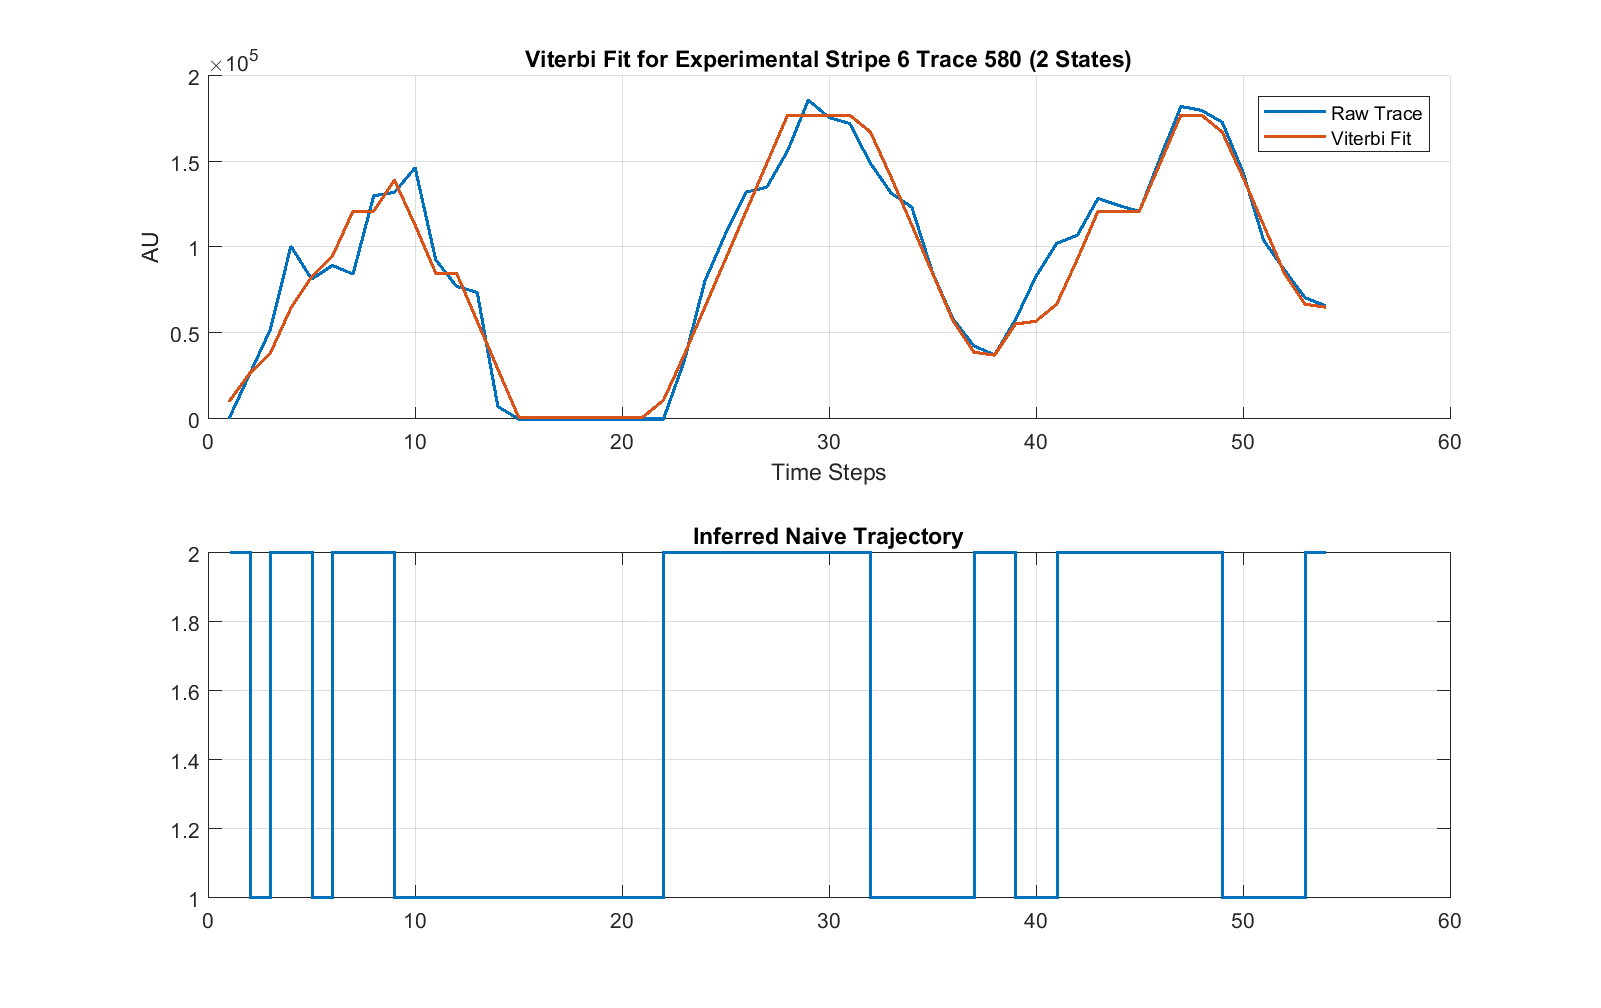 Viterbi Fit for Experimental Stripe 6 Trace 580 (2 States)
×10^5
2
1.5
1
0.5
0
AU
Raw Trace
Viterbi Fit
0 10 20 30 40 50 60
Time Steps
Inferred Naive Trajectory
2
1.8
1.6
1.4
1.2
1
0 10 20 30 40 50 60